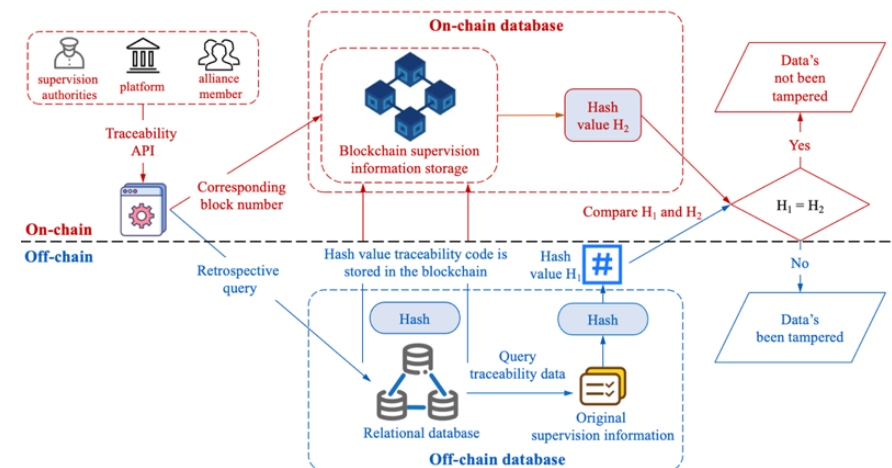 On-chain database
supervision
authorities
platform
alliance
member
Traceability
API
Corresponding
block number
Blockchain supervision
information storage
Hash
value H₂
Data's
not been
tampered
Yes
H₁ = H₂
Compare H₁ and H₂
On-chain
Off-chain
Retrospective
query
Hash value traceability code is
stored in the blockchain
Hash
value H₁
#
No
Data's
been tampered
Hash
Hash
Query
traceability data
Relational database
Original
supervision information
Off-chain database